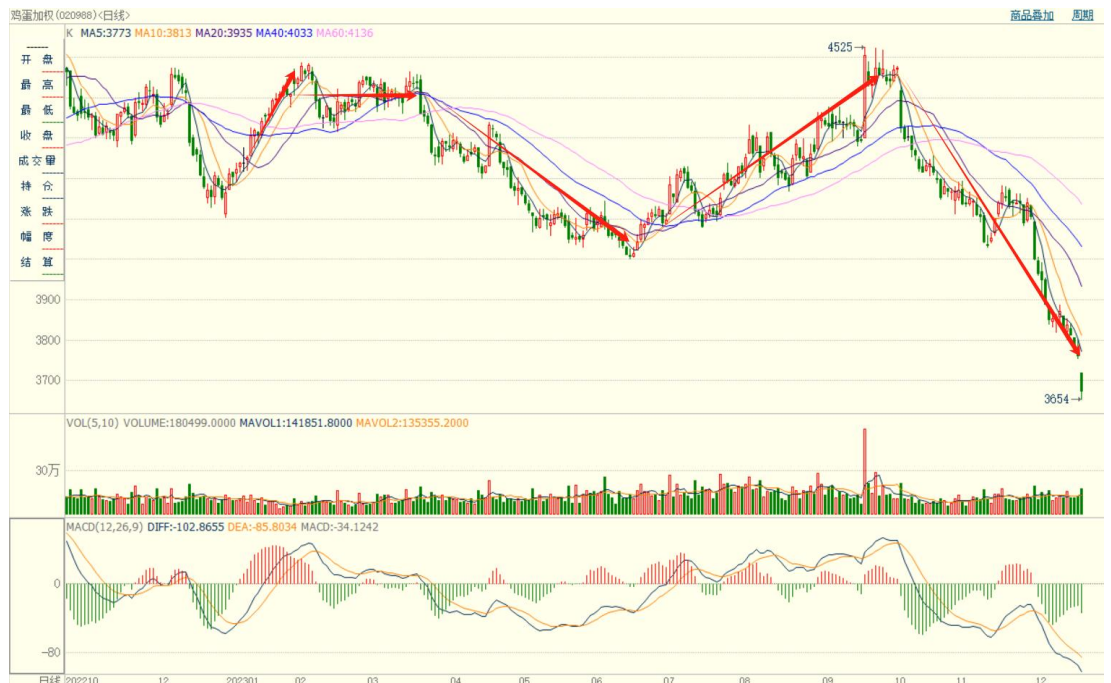 鸡蛋加权(020988)<日线>
商品叠加 周期
K MA5:3773 MA10:3813 MA20:3935 MA40:4033 MA60:4136
------
开盘
最高
最低
收盘
成交量
持仓
涨跌
幅度
结算
4525
3900
3800
3700
3654
VOL(5,10) VOLUME:180499.0000 MAVOL1:141851.8000 MAVOL2:135355.2000
30万
MACD(12,26,9) DIFF:-102.8655 DEA:-85.8034 MACD:-34.1242
0
-80
日线 202210 12 202301 02 03 04 05 06 07 08 09 10 11 12